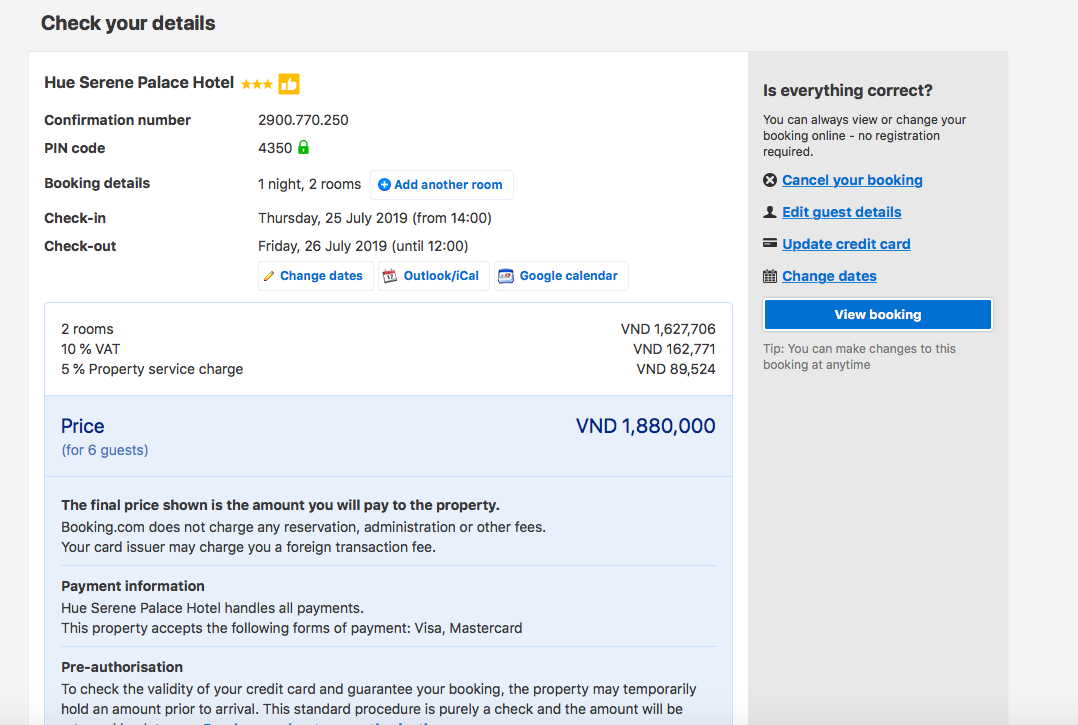 Check your details
Hue Serene Palace Hotel
Confirmation number 2900.770.250
PIN code 4350
Booking details 1 night, 2 rooms Add another room
Check-in Thursday, 25 July 2019 (from 14:00)
Check-out Friday, 26 July 2019 (until 12:00)
Change dates Outlook/iCal Google calendar
2 rooms VND 1,627,706
10 % VAT VND 162,771
5 % Property service charge VND 89,524
Price VND 1,880,000
(for 6 guests)
The final price shown is the amount you will pay to the property.
Booking.com does not charge any reservation, administration or other fees.
Your card issuer may charge you a foreign transaction fee.
Payment information
Hue Serene Palace Hotel handles all payments.
This property accepts the following forms of payment: Visa, Mastercard
Pre-authorisation
To check the validity of your credit card and guarantee your booking, the property may temporarily
hold an amount prior to arrival. This standard procedure is purely a check and the amount will be
Is everything correct?
You can always view or change your
booking online - no registration
required.
Cancel your booking
Edit guest details
Update credit card
Change dates
View booking
Tip: You can make changes to this
booking at anytime